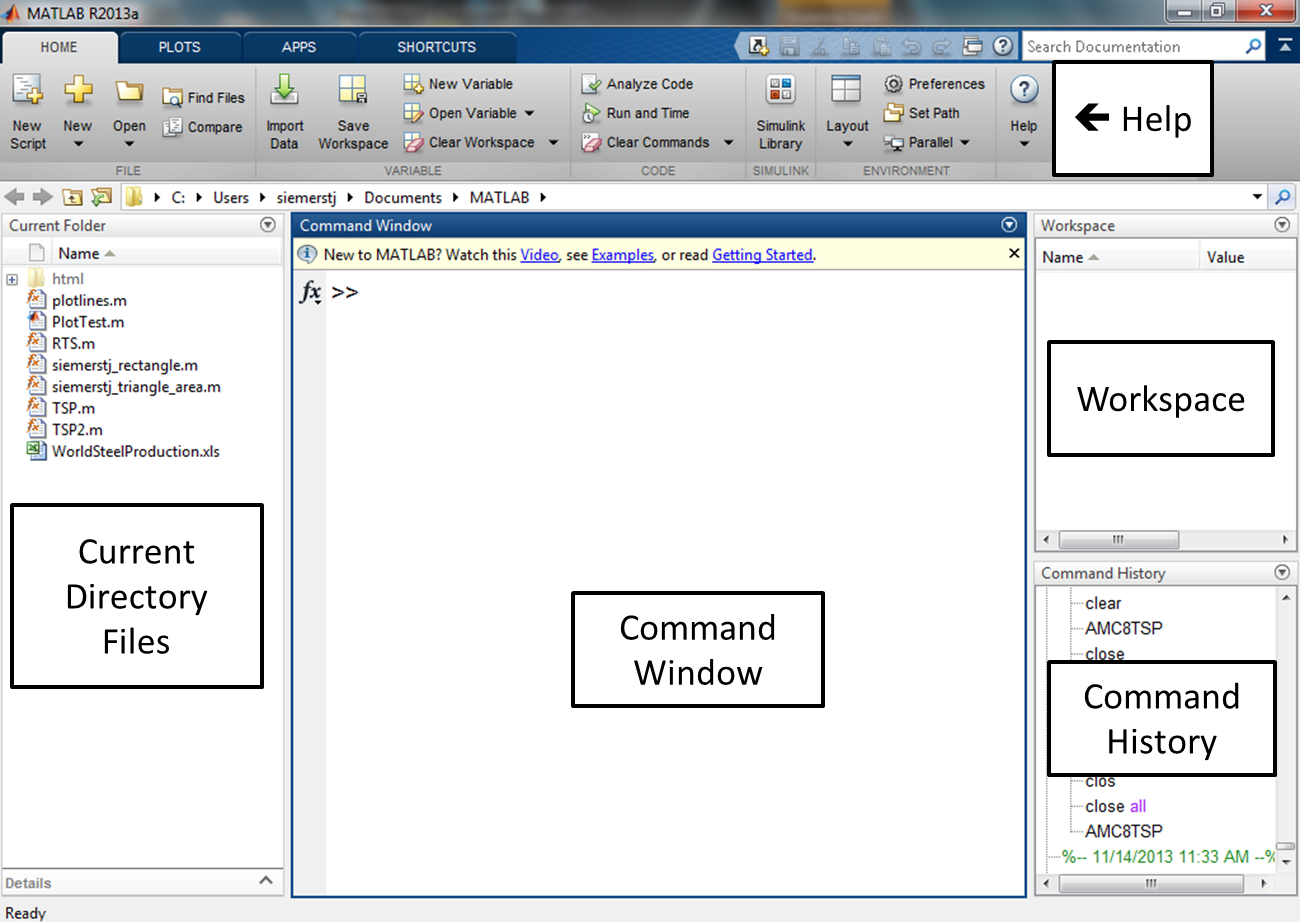 MATLAB R2013a
HOME PLOTS APPS SHORTCUTS
Search Documentation
New Script
New
Open
Find Files
Compare
FILE
Import Data
Save Workspace
New Variable
Open Variable
Clear Workspace
VARIABLE
Analyze Code
Run and Time
Clear Commands
CODE
Simulink Library
SIMULINK
Layout
Preferences
Set Path
Parallel
ENVIRONMENT
Help
Help
C: Users siemerstj Documents MATLAB
Current Folder
Name
html
plotlines.m
PlotTest.m
RTS.m
siemerstj_rectangle.m
siemerstj_triangle_area.m
TSP.m
TSP2.m
WorldSteelProduction.xls
Current
Directory
Files
Details
Ready
Command Window
New to MATLAB? Watch this Video, see Examples, or read Getting Started.
fx >>
Command
Window
Workspace
Name Value
Workspace
Command History
clear
AMC8TSP
close
Command
History
clos
close all
AMC8TSP
%-- 11/14/2013 11:33 AM --%